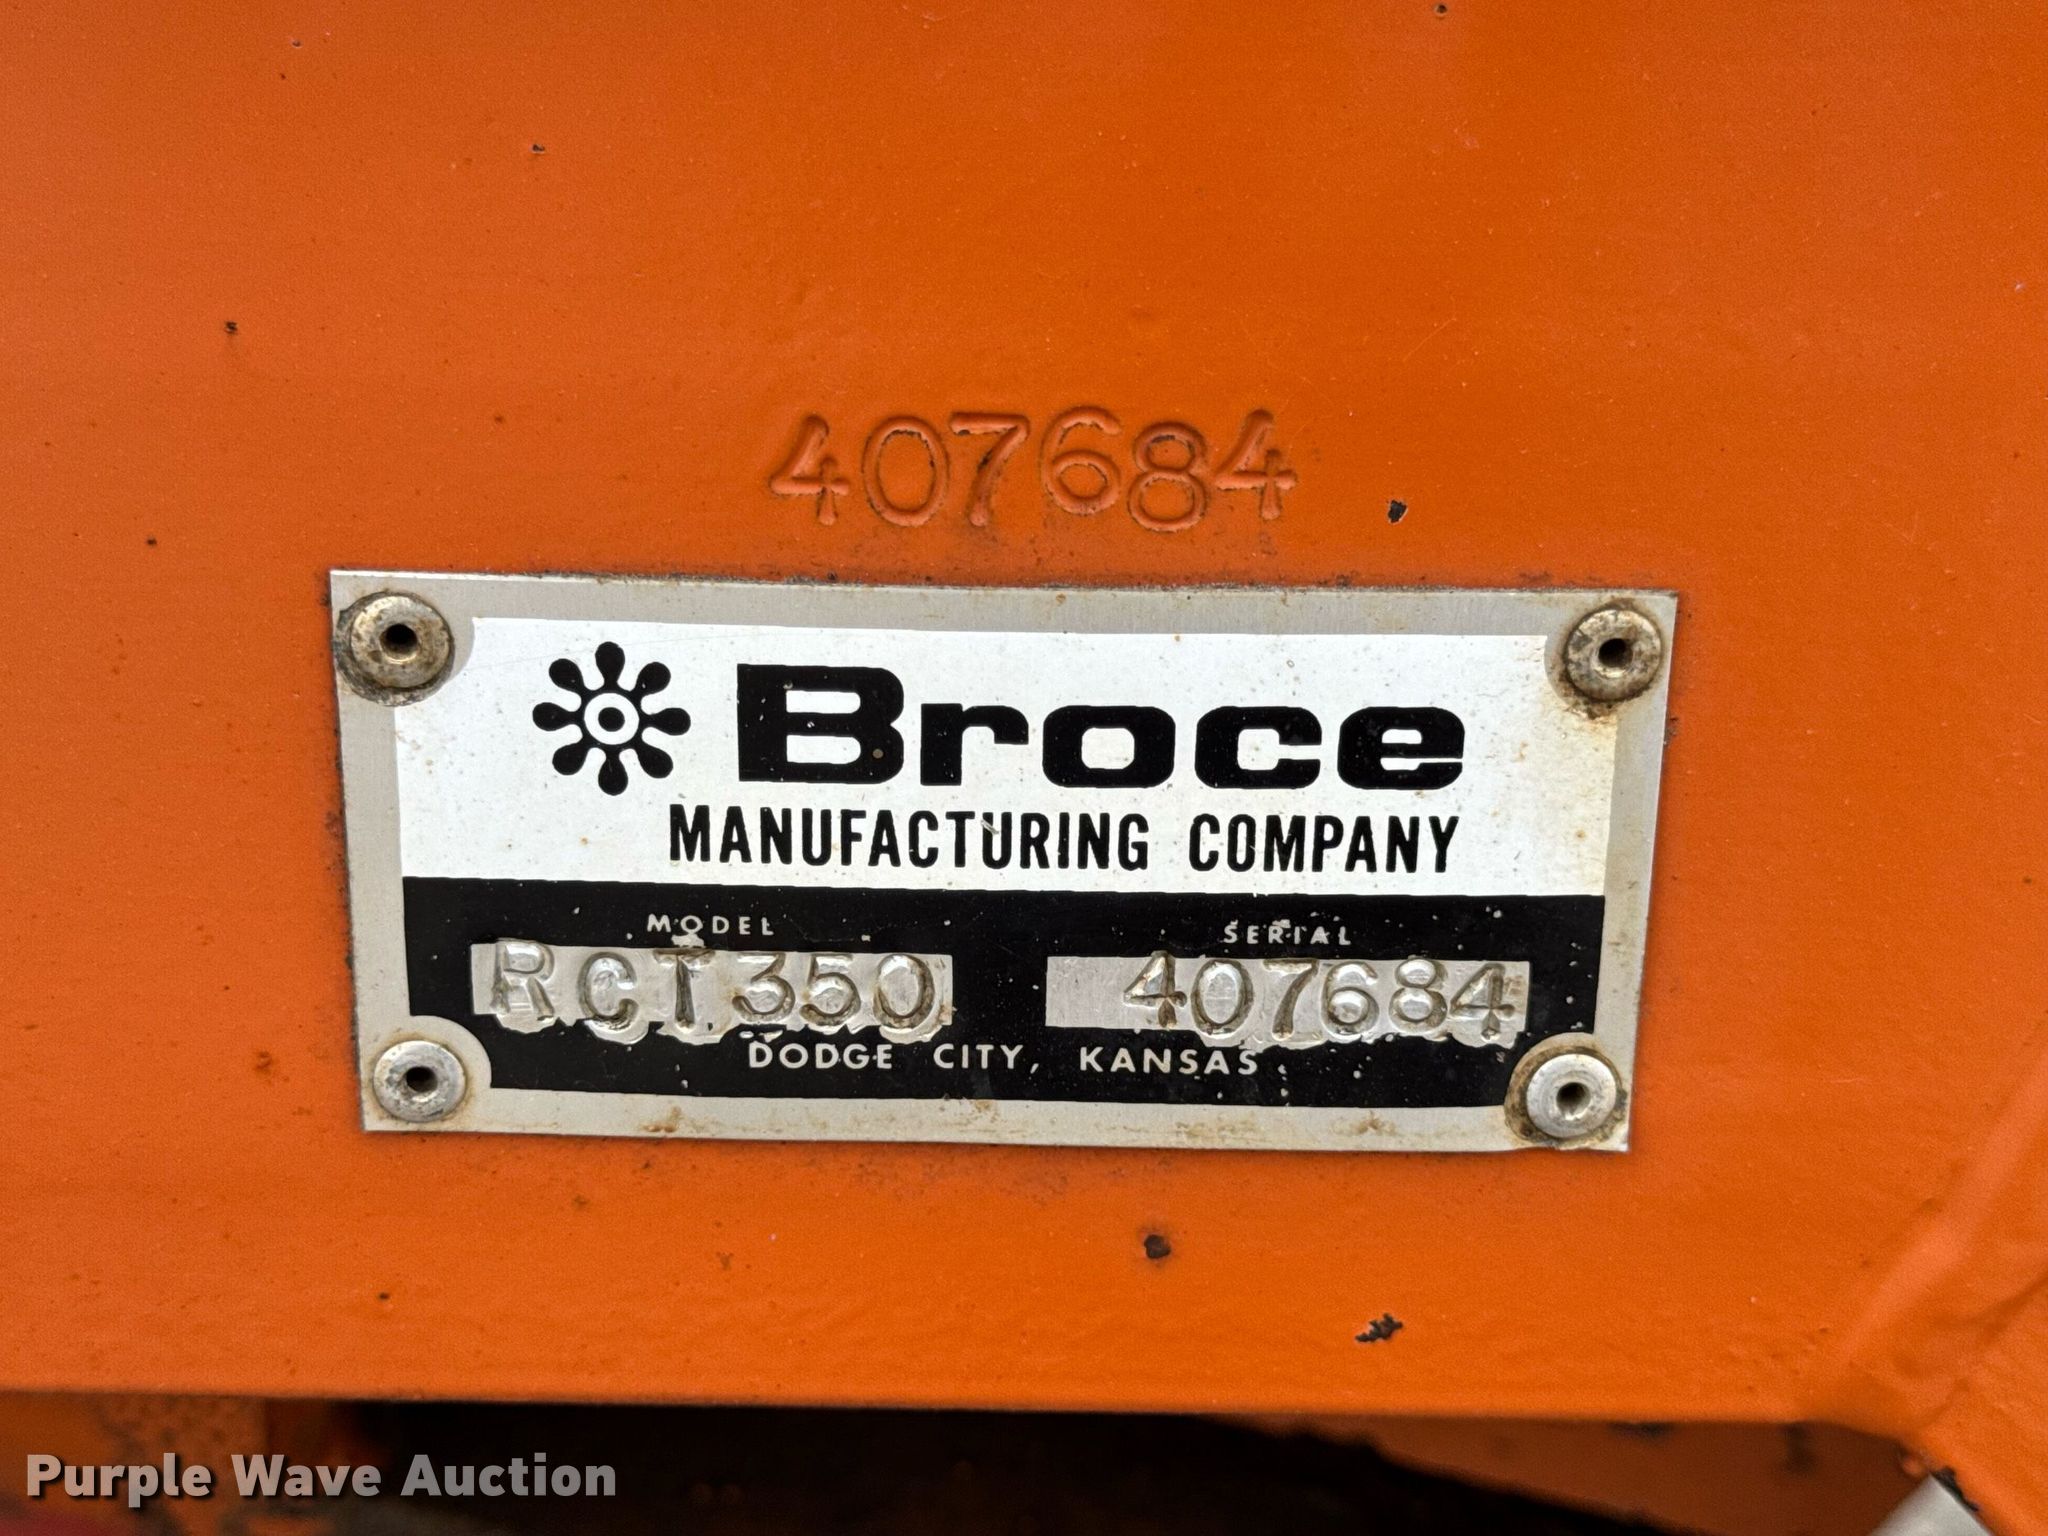 407684
Broce
MANUFACTURING COMPANY
MODEL SERIAL
RCT350 407684
DODGE CITY, KANSAS
Purple Wave Auction